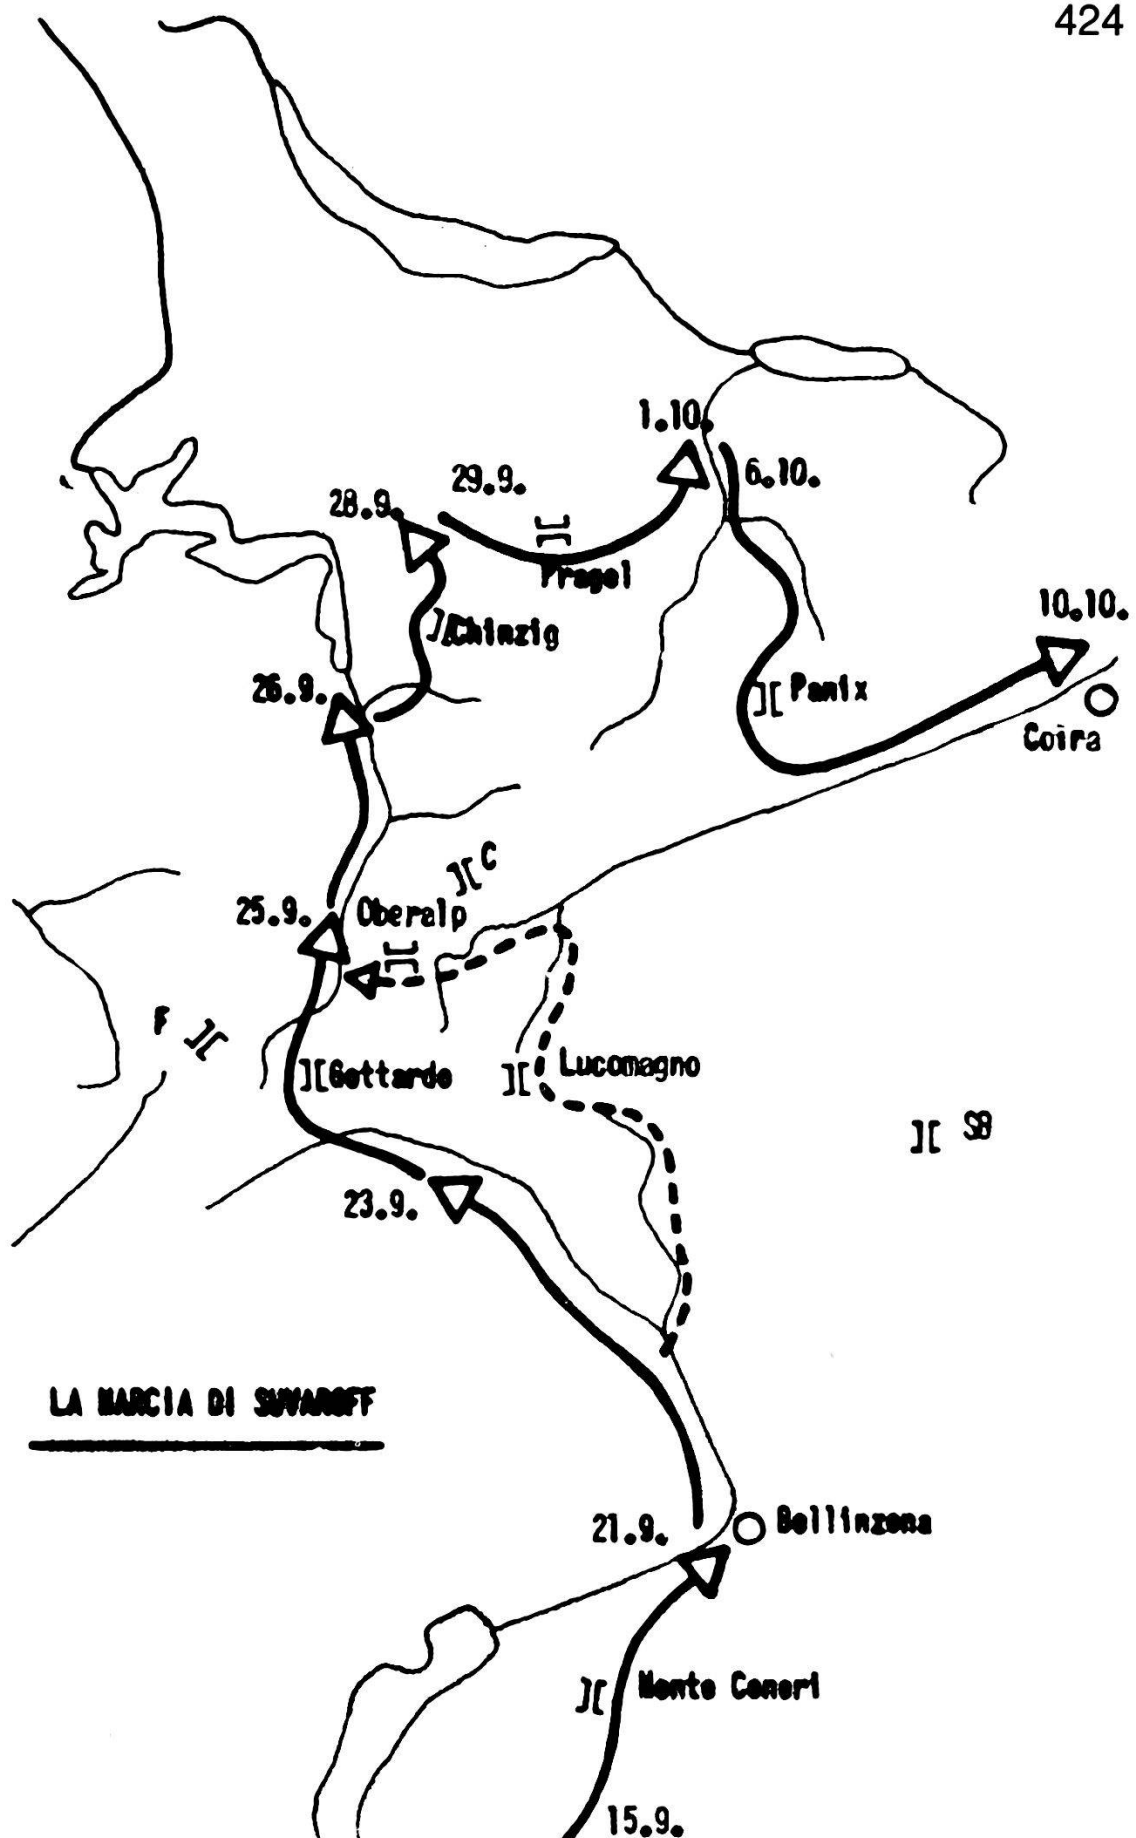 424
1.10.
6.10.
29.9.
28.9.
Pragel
10.10.
Chinzig
26.9.
Panix
Coira
C
25.9.
Oberalp
F
Gottardo
Lucomagno
SB
23.9.
LA MARCIA DI SUVAROFF
21.9.
Bellinzona
Monte Ceneri
15.9.